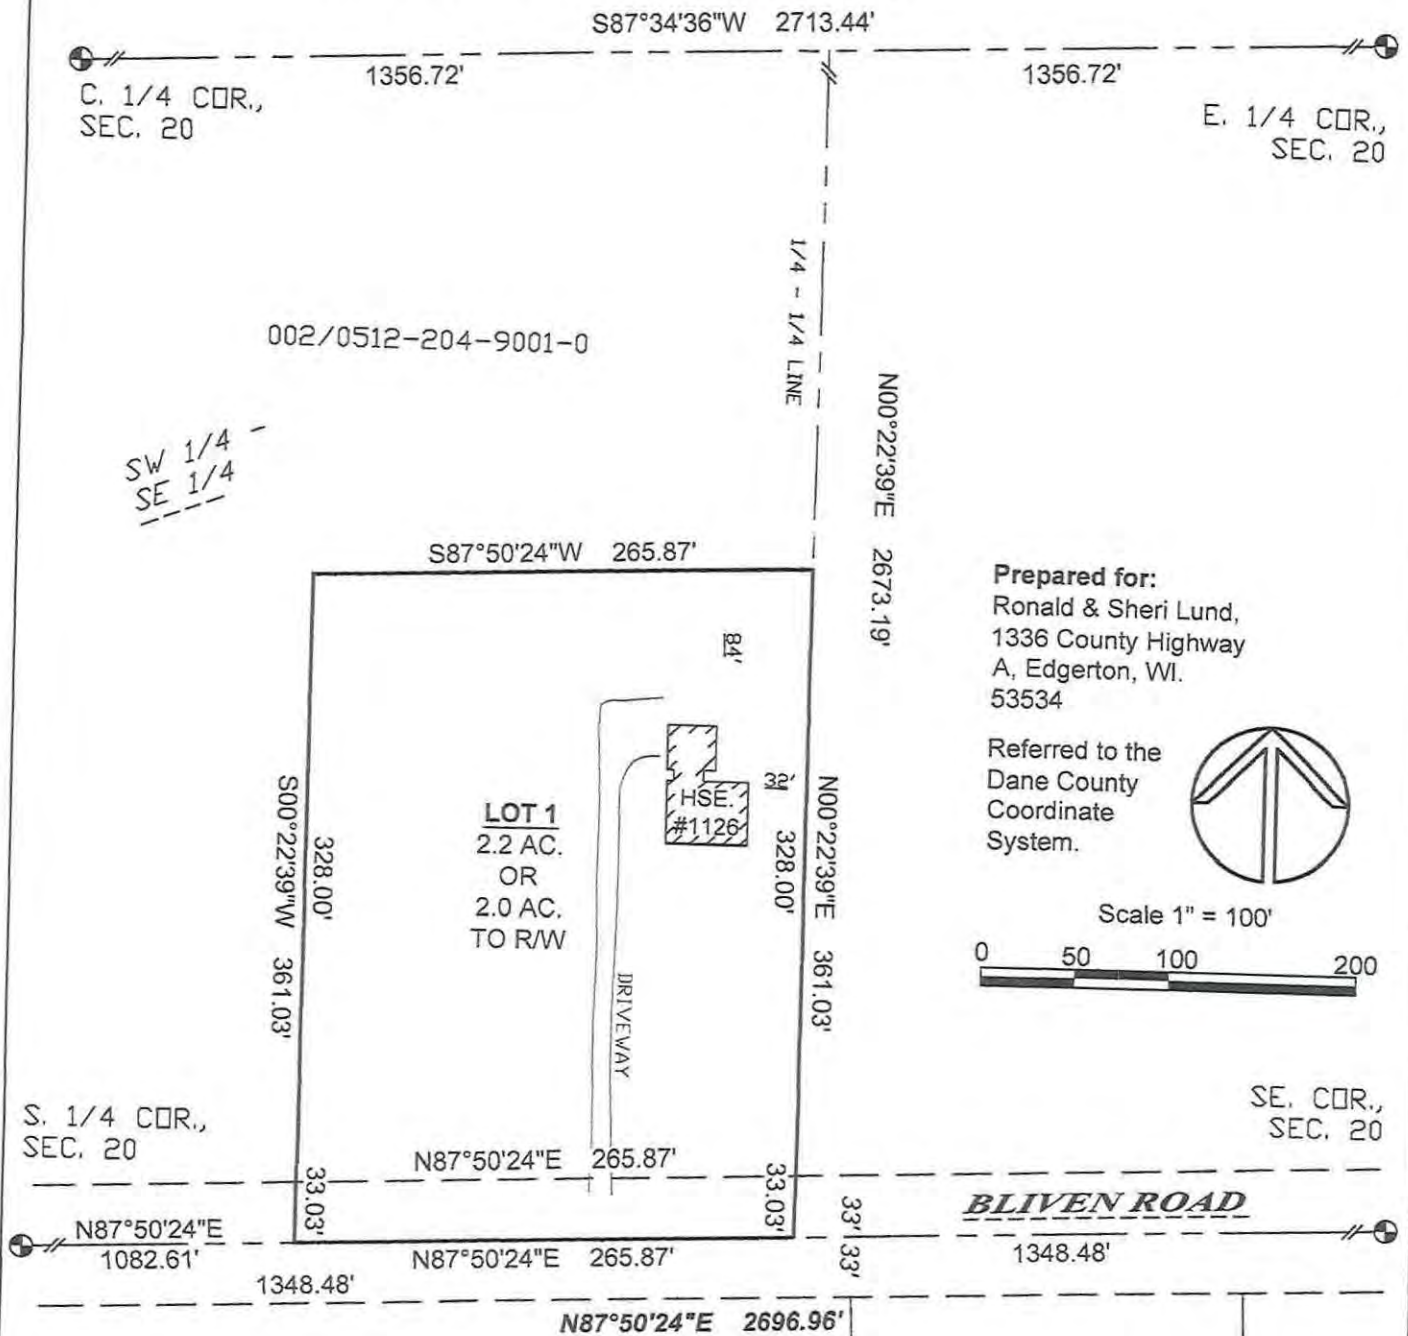 S87°34'36"W 2713.44'
1356.72'
1356.72'
C. 1/4 COR.,
SEC. 20
E. 1/4 COR.,
SEC. 20
1/4 - 1/4 LINE
002/0512-204-9001-0
SW 1/4 -
SE 1/4
N00°22'39"E 2673.19'
S87°50'24"W 265.87'
Prepared for:
Ronald & Sheri Lund,
1336 County Highway
A, Edgerton, WI.
53534
84'
Referred to the
Dane County
Coordinate
System.
HSE.
#1126
LOT 1
2.2 AC.
OR
2.0 AC.
TO R/W
S00°22'39"W 361.03'
328.00'
328.00'
N00°22'39"E 361.03'
Scale 1" = 100'
0 50 100 200
DRIVEWAY
S. 1/4 COR.,
SEC. 20
SE. COR.,
SEC. 20
N87°50'24"E 265.87'
33.03'
33.03'
33' 33'
BLIVEN ROAD
N87°50'24"E
1082.61'
N87°50'24"E 265.87'
1348.48'
1348.48'
N87°50'24"E 2696.96'